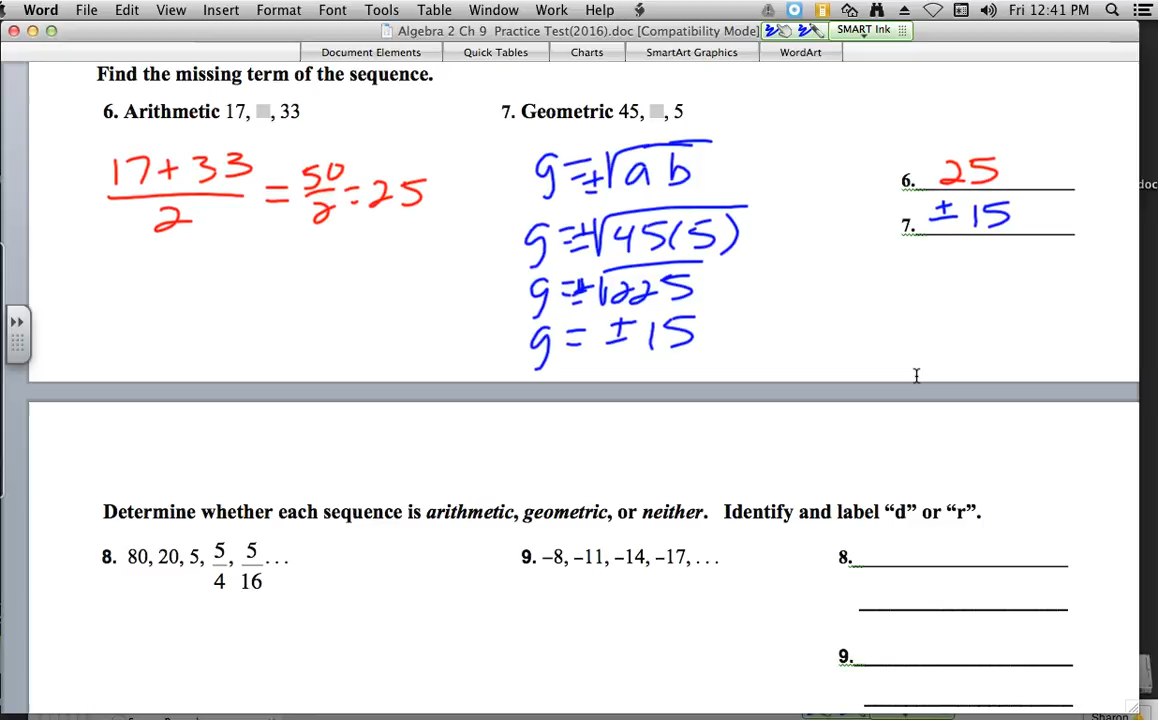 Word File Edit View Insert Format Font Tools Table Window Work Help Fri 12:41 PM
Algebra 2 Ch 9 Practice Test(2016).doc [Compatibility Mode] SMART Ink
Document Elements Quick Tables Charts SmartArt Graphics WordArt
Find the missing term of the sequence.
6. Arithmetic 17, ■, 33 7. Geometric 45, ■, 5
17+33/2 = 50/2 = 25
g=±√ab
g=±√45(5)
g=±√225
g= ±15
6. 25
7. ±15
doc
Determine whether each sequence is arithmetic, geometric, or neither. Identify and label “d” or “r”.
8. 80, 20, 5, 5/4, 5/16 ...
9. –8, –11, –14, –17, . . .
8.
9.
Sharon